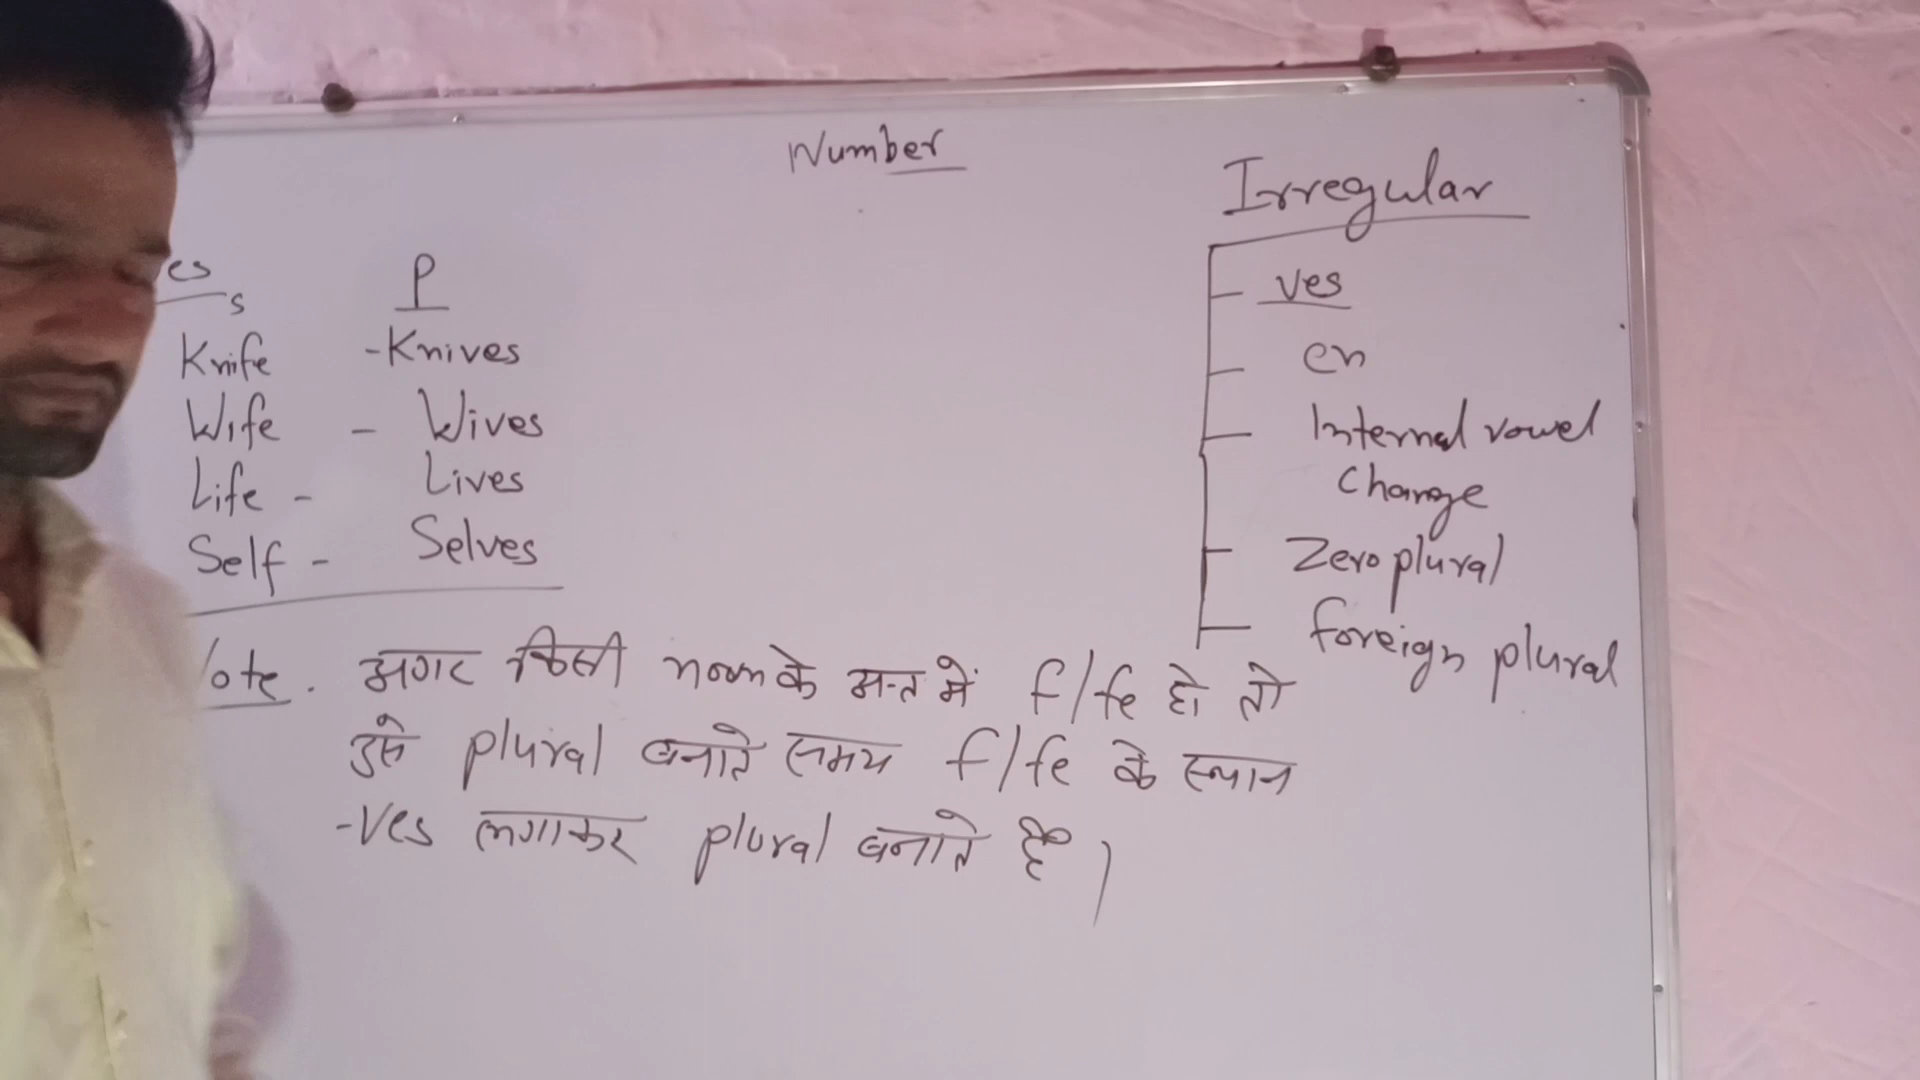 Number
Irregular
es
s P
Knife - Knives
Wife - Wives
Life - Lives
Self - Selves
ves
en
Internal vowel
Change
Zero plural
foreign plural
ote. अगर किसी noun के अन्त में f/fe हो तो
उसे plural बनाते समय f/fe के स्थान
-ves लगाकर plural बनाते है।